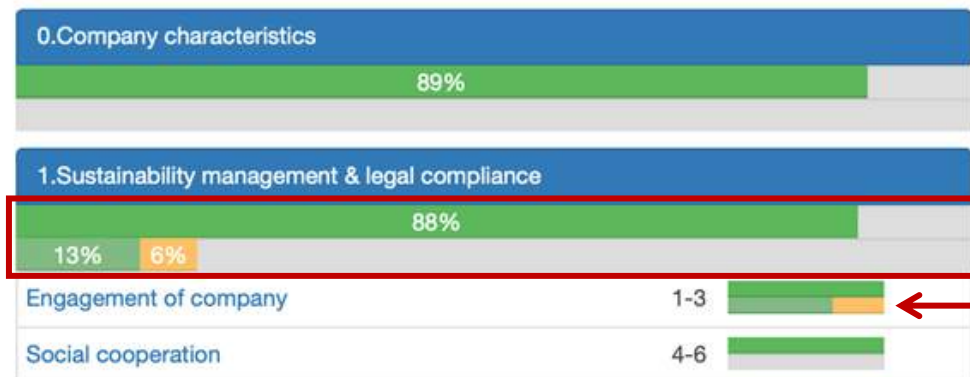 0.Company characteristics
89%
1.Sustainability management & legal compliance
88%
13% 6%
Engagement of company 1-3
Social cooperation 4-6